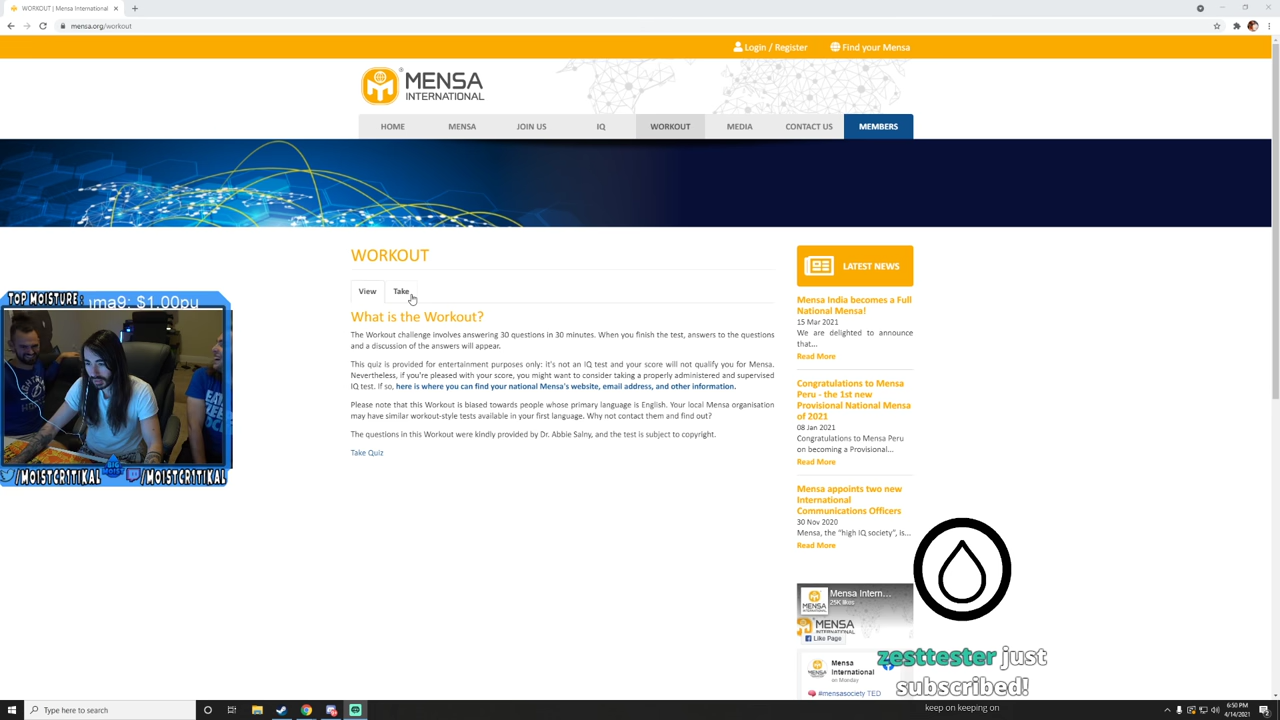 WORKOUT | Mensa International
mensa.org/workout
Login / Register
Find your Mensa
MENSA
INTERNATIONAL
HOME
MENSA
JOIN US
IQ
WORKOUT
MEDIA
CONTACT US
MEMBERS
WORKOUT
View
Take
What is the Workout?
The Workout challenge involves answering 30 questions in 30 minutes. When you finish the test, answers to the questions
and a discussion of the answers will appear.
This quiz is provided for entertainment purposes only: it's not an IQ test and your score will not qualify you for Mensa.
Nevertheless, if you're pleased with your score, you might want to consider taking a properly administered and supervised
IQ test. If so, here is where you can find your national Mensa's website, email address, and other information.
Please note that this Workout is biased towards people whose primary language is English. Your local Mensa organisation
may have similar workout-style tests available in your first language. Why not contact them and find out?
The questions in this Workout were kindly provided by Dr. Abbie Salny, and the test is subject to copyright.
Take Quiz
LATEST NEWS
Mensa India becomes a Full
National Mensa!
15 Mar 2021
We are delighted to announce
that...
Read More
Congratulations to Mensa
Peru - the 1st new
Provisional National Mensa
of 2021
08 Jan 2021
Congratulations to Mensa Peru
on becoming a Provisional...
Read More
Mensa appoints two new
International
Communications Officers
30 Nov 2020
Mensa, the "high IQ society", is...
Read More
Mensa Intern...
25K likes
MENSA
INTERNATIONAL
MENSA
INTERNATIONAL
Like Page
Mensa
International
on Monday
#mensasociety TED
TOP MOISTURE:
ma9: $1.00pu
/MOISTCR1TIKAL
/MOISTCR1TIKAL
zesttester just
subscribed!
keep on keeping on
Type here to search
6:50 PM
4/14/2021